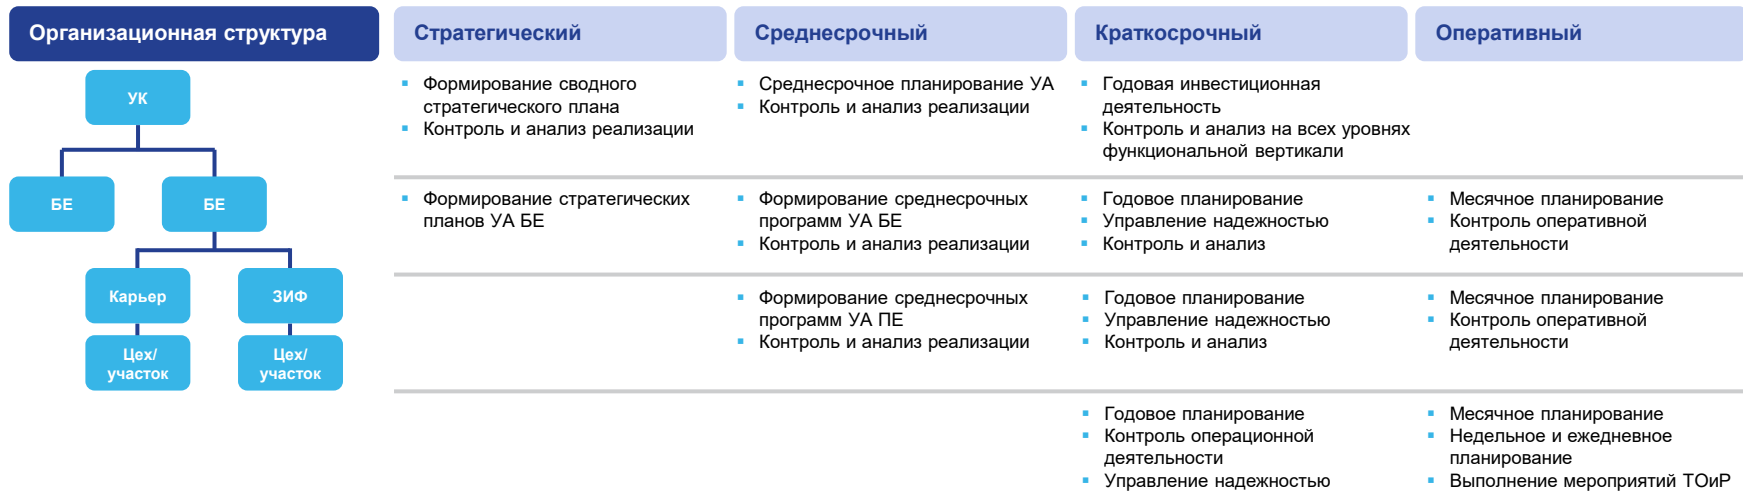 Организационная структура
Стратегический
Среднесрочный
Краткосрочный
Оперативный
УК
БЕ
БЕ
Карьер
ЗИФ
Цех/
участок
Цех/
участок
Формирование сводного
стратегического плана
Контроль и анализ реализации
Среднесрочное планирование УА
Контроль и анализ реализации
Годовая инвестиционная
деятельность
Контроль и анализ на всех уровнях
функциональной вертикали
Формирование стратегических
планов УА БЕ
Формирование среднесрочных
программ УА БЕ
Контроль и анализ реализации
Годовое планирование
Управление надежностью
Контроль и анализ
Месячное планирование
Контроль оперативной
деятельности
Формирование среднесрочных
программ УА ПЕ
Контроль и анализ реализации
Годовое планирование
Управление надежностью
Контроль и анализ
Месячное планирование
Контроль оперативной
деятельности
Годовое планирование
Контроль операционной
деятельности
Управление надежностью
Месячное планирование
Недельное и ежедневное
планирование
Выполнение мероприятий ТОиР